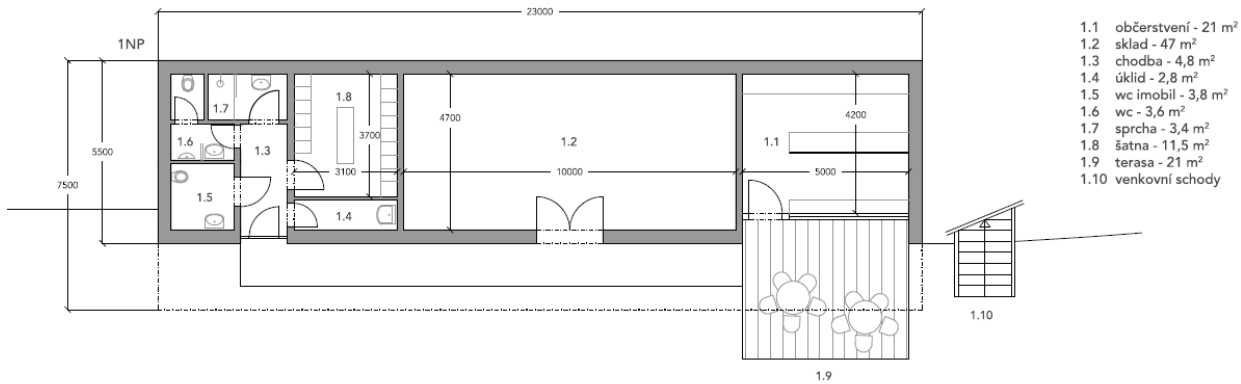 23000
1NP
1.1 občerstvení - 21 m²
1.2 sklad - 47 m²
1.3 chodba - 4,8 m²
1.4 úklid - 2,8 m²
1.5 wc imobil - 3,8 m²
1.6 wc - 3,6 m²
1.7 sprcha - 3,4 m²
1.8 šatna - 11,5 m²
1.9 terasa - 21 m²
1.10 venkovní schody
1.7
1.8
4700
4200
3700
1.6
1.3
1.2
1.1
5500
7500
3100
10000
5000
1.5
1.4
1.10
1.9